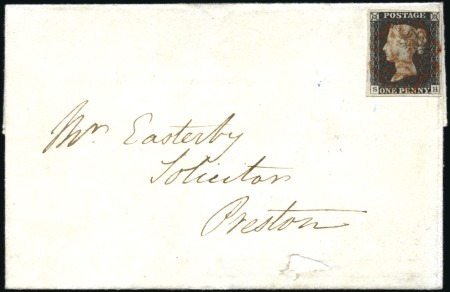 POSTAGE
S H
ONE PENNY
Mr Easterby
Solicitor
Preston